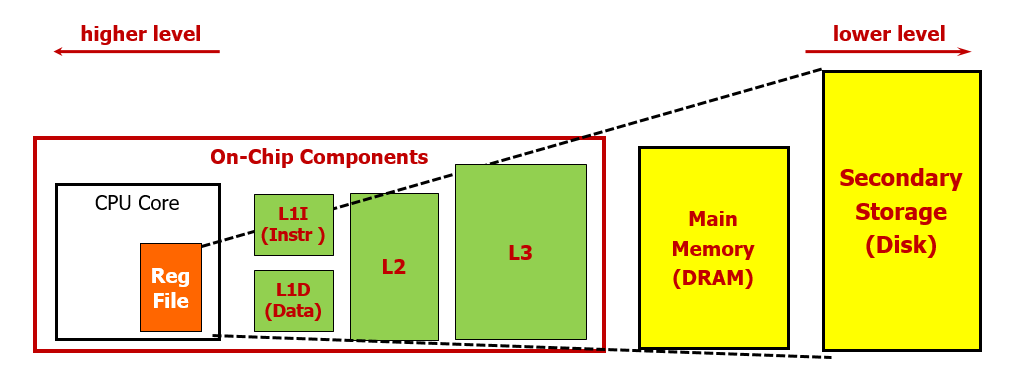 higher level
lower level
On-Chip Components
CPU Core
Reg
File
L1I
(Instr )
L1D
(Data)
L2
L3
Main
Memory
(DRAM)
Secondary
Storage
(Disk)